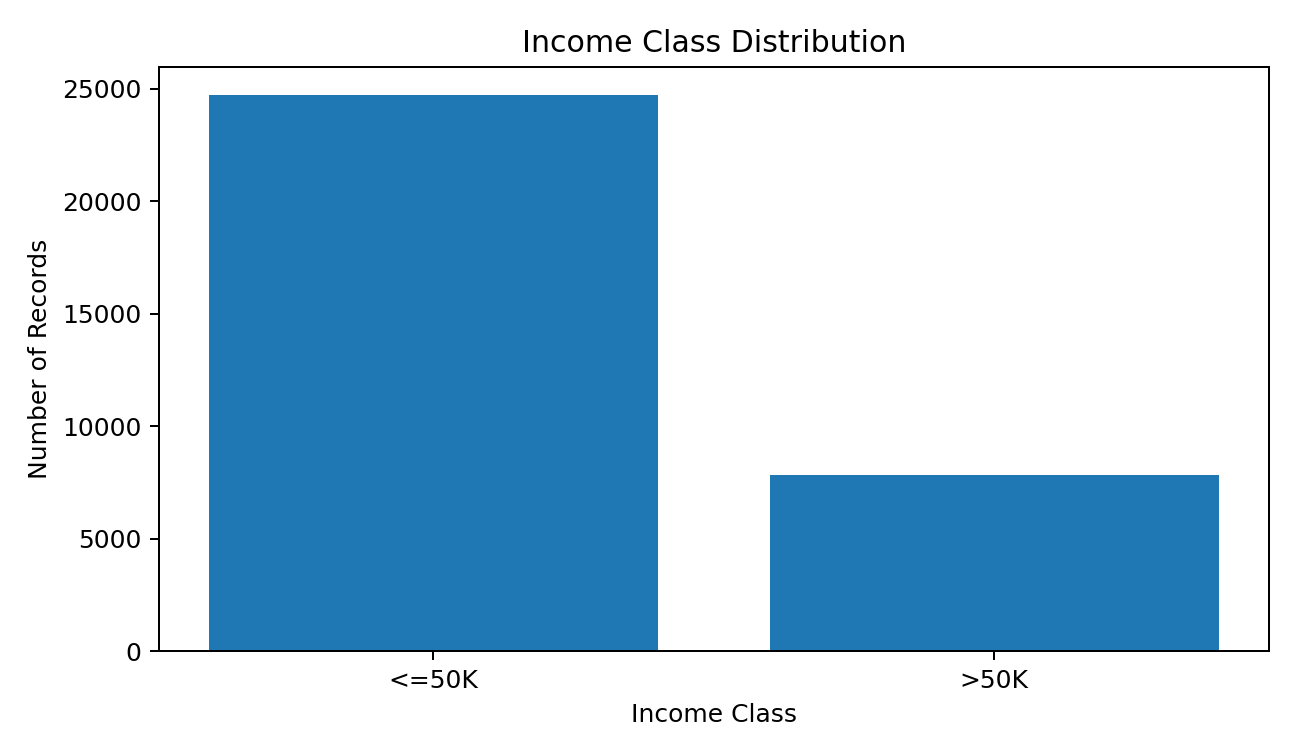 Income Class Distribution
25000
20000
15000
10000
5000
0
Number of Records
<=50K
>50K
Income Class